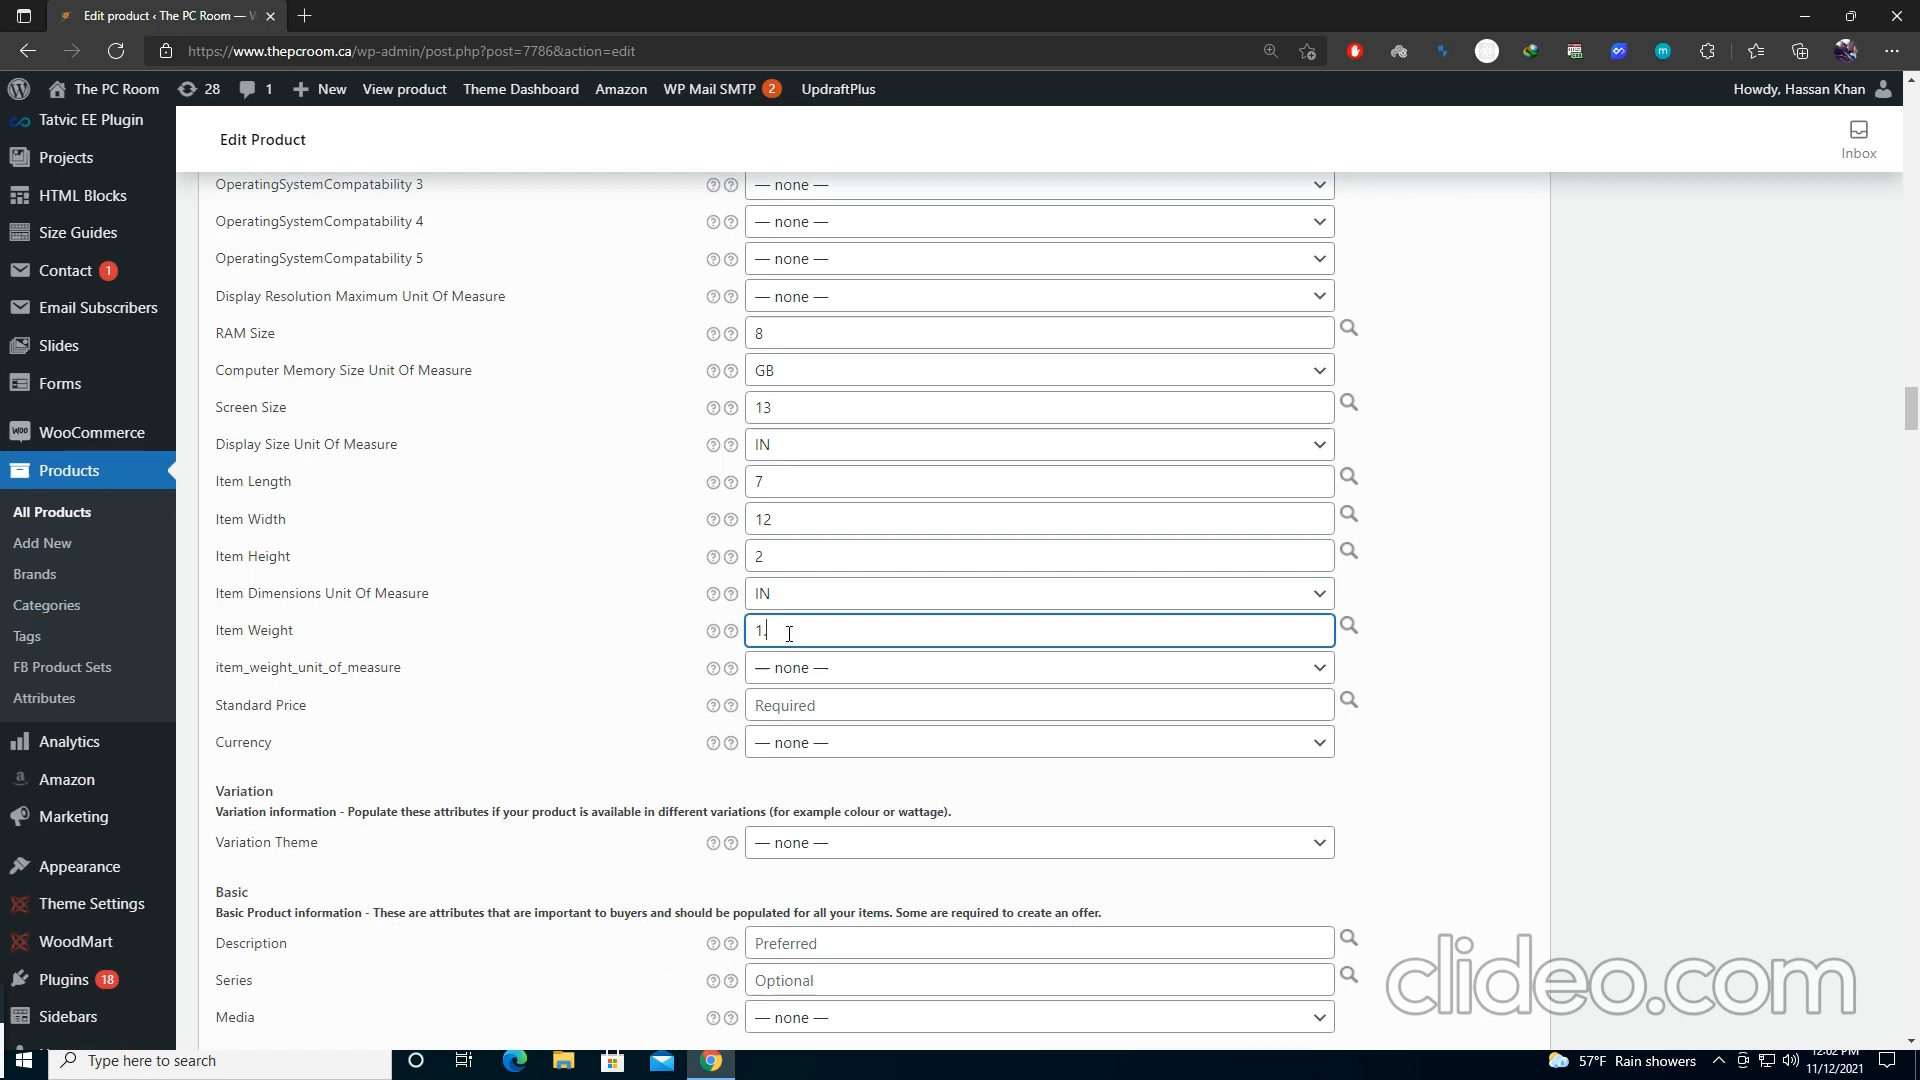 Edit product ‹ The PC Room — W
https://www.thepcroom.ca/wp-admin/post.php?post=7786&action=edit
The PC Room 28 1 New View product Theme Dashboard Amazon WP Mail SMTP 2 UpdraftPlus Howdy, Hassan Khan
Tatvic EE Plugin
Projects
HTML Blocks
Size Guides
Contact 1
Email Subscribers
Slides
Forms
WooCommerce
Products
All Products
Add New
Brands
Categories
Tags
FB Product Sets
Attributes
Analytics
Amazon
Marketing
Appearance
Theme Settings
WoodMart
Plugins 18
Sidebars
Edit Product
Inbox
OperatingSystemCompatability 3 — none —
OperatingSystemCompatability 4 — none —
OperatingSystemCompatability 5 — none —
Display Resolution Maximum Unit Of Measure — none —
RAM Size 8
Computer Memory Size Unit Of Measure GB
Screen Size 13
Display Size Unit Of Measure IN
Item Length 7
Item Width 12
Item Height 2
Item Dimensions Unit Of Measure IN
Item Weight 1.
item_weight_unit_of_measure — none —
Standard Price Required
Currency — none —
Variation
Variation information - Populate these attributes if your product is available in different variations (for example colour or wattage).
Variation Theme — none —
Basic
Basic Product information - These are attributes that are important to buyers and should be populated for all your items. Some are required to create an offer.
Description Preferred
Series Optional
Media — none —
clideo.com
Type here to search
57°F Rain showers
12:02 PM
11/12/2021